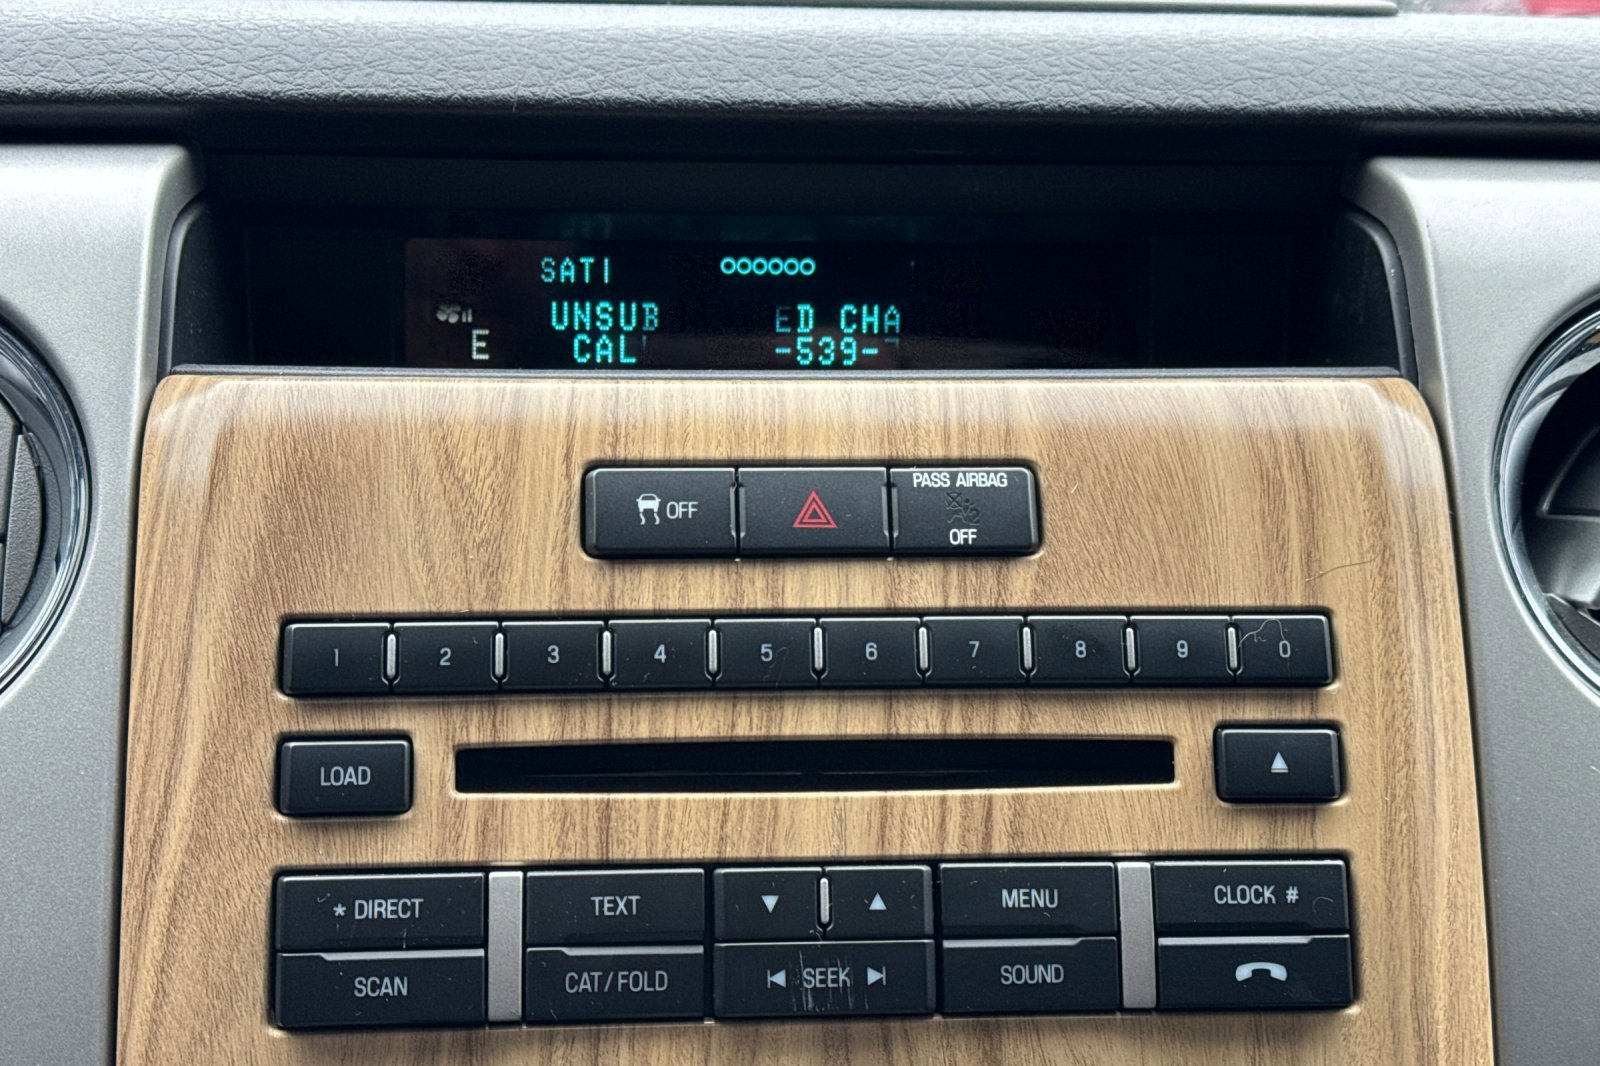 SAT1 oooooo
UNSUB ED CHA
E CAL -539-
OFF
PASS AIRBAG
OFF
1 2 3 4 5 6 7 8 9 0
LOAD
* DIRECT TEXT MENU CLOCK #
SCAN CAT/FOLD SEEK SOUND